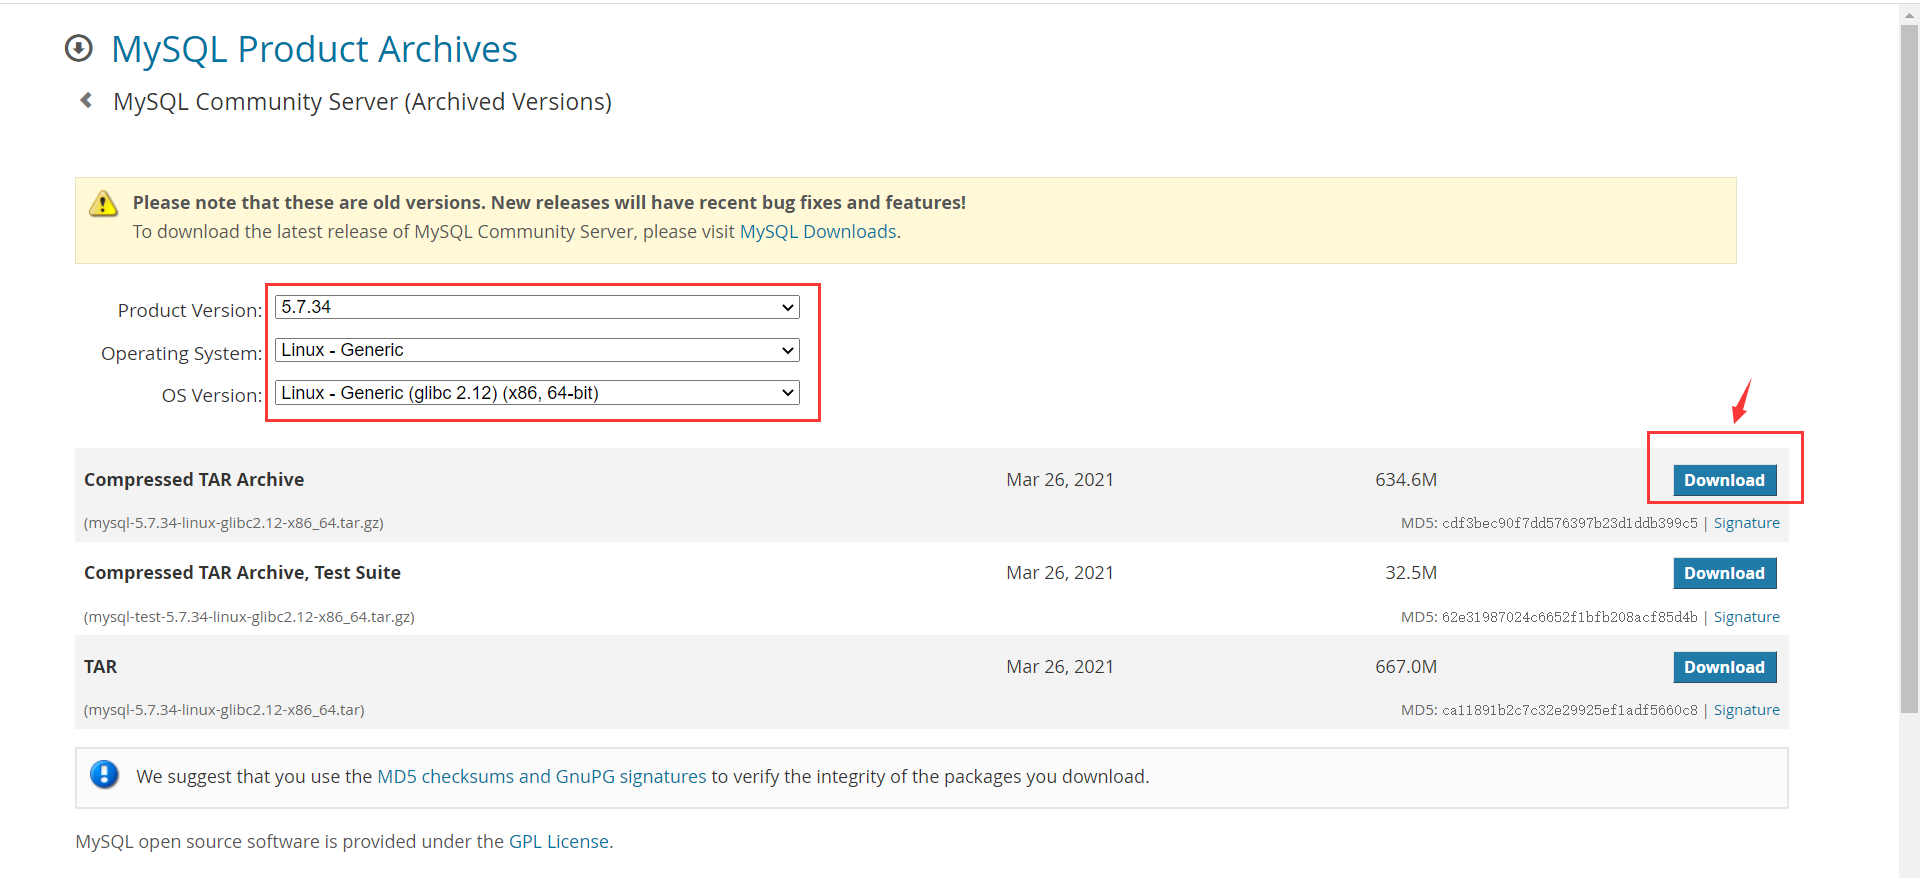 MySQL Product Archives
MySQL Community Server (Archived Versions)
Please note that these are old versions. New releases will have recent bug fixes and features!
To download the latest release of MySQL Community Server, please visit MySQL Downloads.
Product Version: 5.7.34
Operating System: Linux - Generic
OS Version: Linux - Generic (glibc 2.12) (x86, 64-bit)
Compressed TAR Archive Mar 26, 2021 634.6M Download
(mysql-5.7.34-linux-glibc2.12-x86_64.tar.gz) MD5: cdf3bec90f7dd576397b23d1ddb399c5 | Signature
Compressed TAR Archive, Test Suite Mar 26, 2021 32.5M Download
(mysql-test-5.7.34-linux-glibc2.12-x86_64.tar.gz) MD5: 62e31987024c6652f1bfb208acf85d4b | Signature
TAR Mar 26, 2021 667.0M Download
(mysql-5.7.34-linux-glibc2.12-x86_64.tar) MD5: ca11891b2c7c32e29925ef1adf5660c8 | Signature
We suggest that you use the MD5 checksums and GnuPG signatures to verify the integrity of the packages you download.
MySQL open source software is provided under the GPL License.